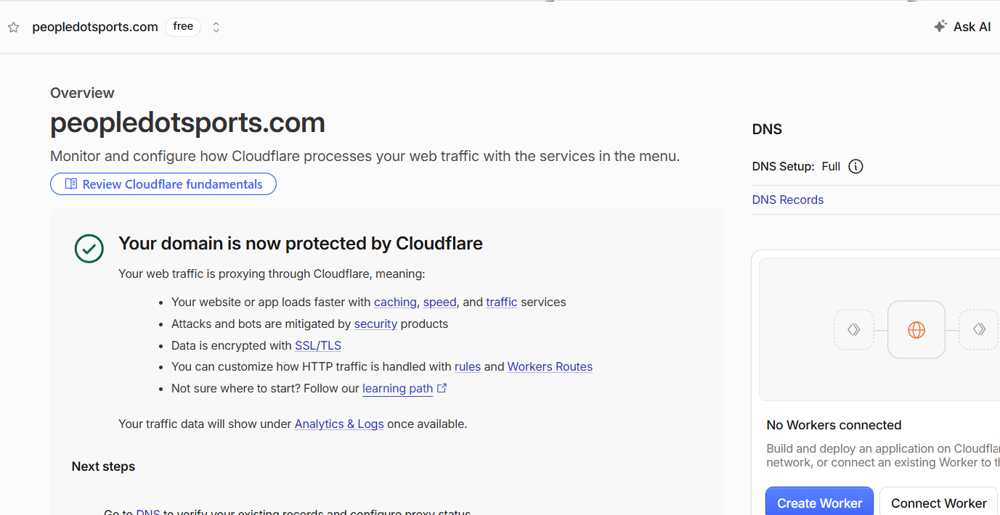 peopledotsports.com free
Ask AI
Overview
peopledotsports.com
Monitor and configure how Cloudflare processes your web traffic with the services in the menu.
Review Cloudflare fundamentals
Your domain is now protected by Cloudflare
Your web traffic is proxying through Cloudflare, meaning:
Your website or app loads faster with caching, speed, and traffic services
Attacks and bots are mitigated by security products
Data is encrypted with SSL/TLS
You can customize how HTTP traffic is handled with rules and Workers Routes
Not sure where to start? Follow our learning path
Your traffic data will show under Analytics & Logs once available.
Next steps
Go to DNS to verify your existing records and configure proxy status
DNS
DNS Setup: Full
DNS Records
No Workers connected
Build and deploy an application on
network, or connect an existing Worker to
Create Worker
Connect Worker